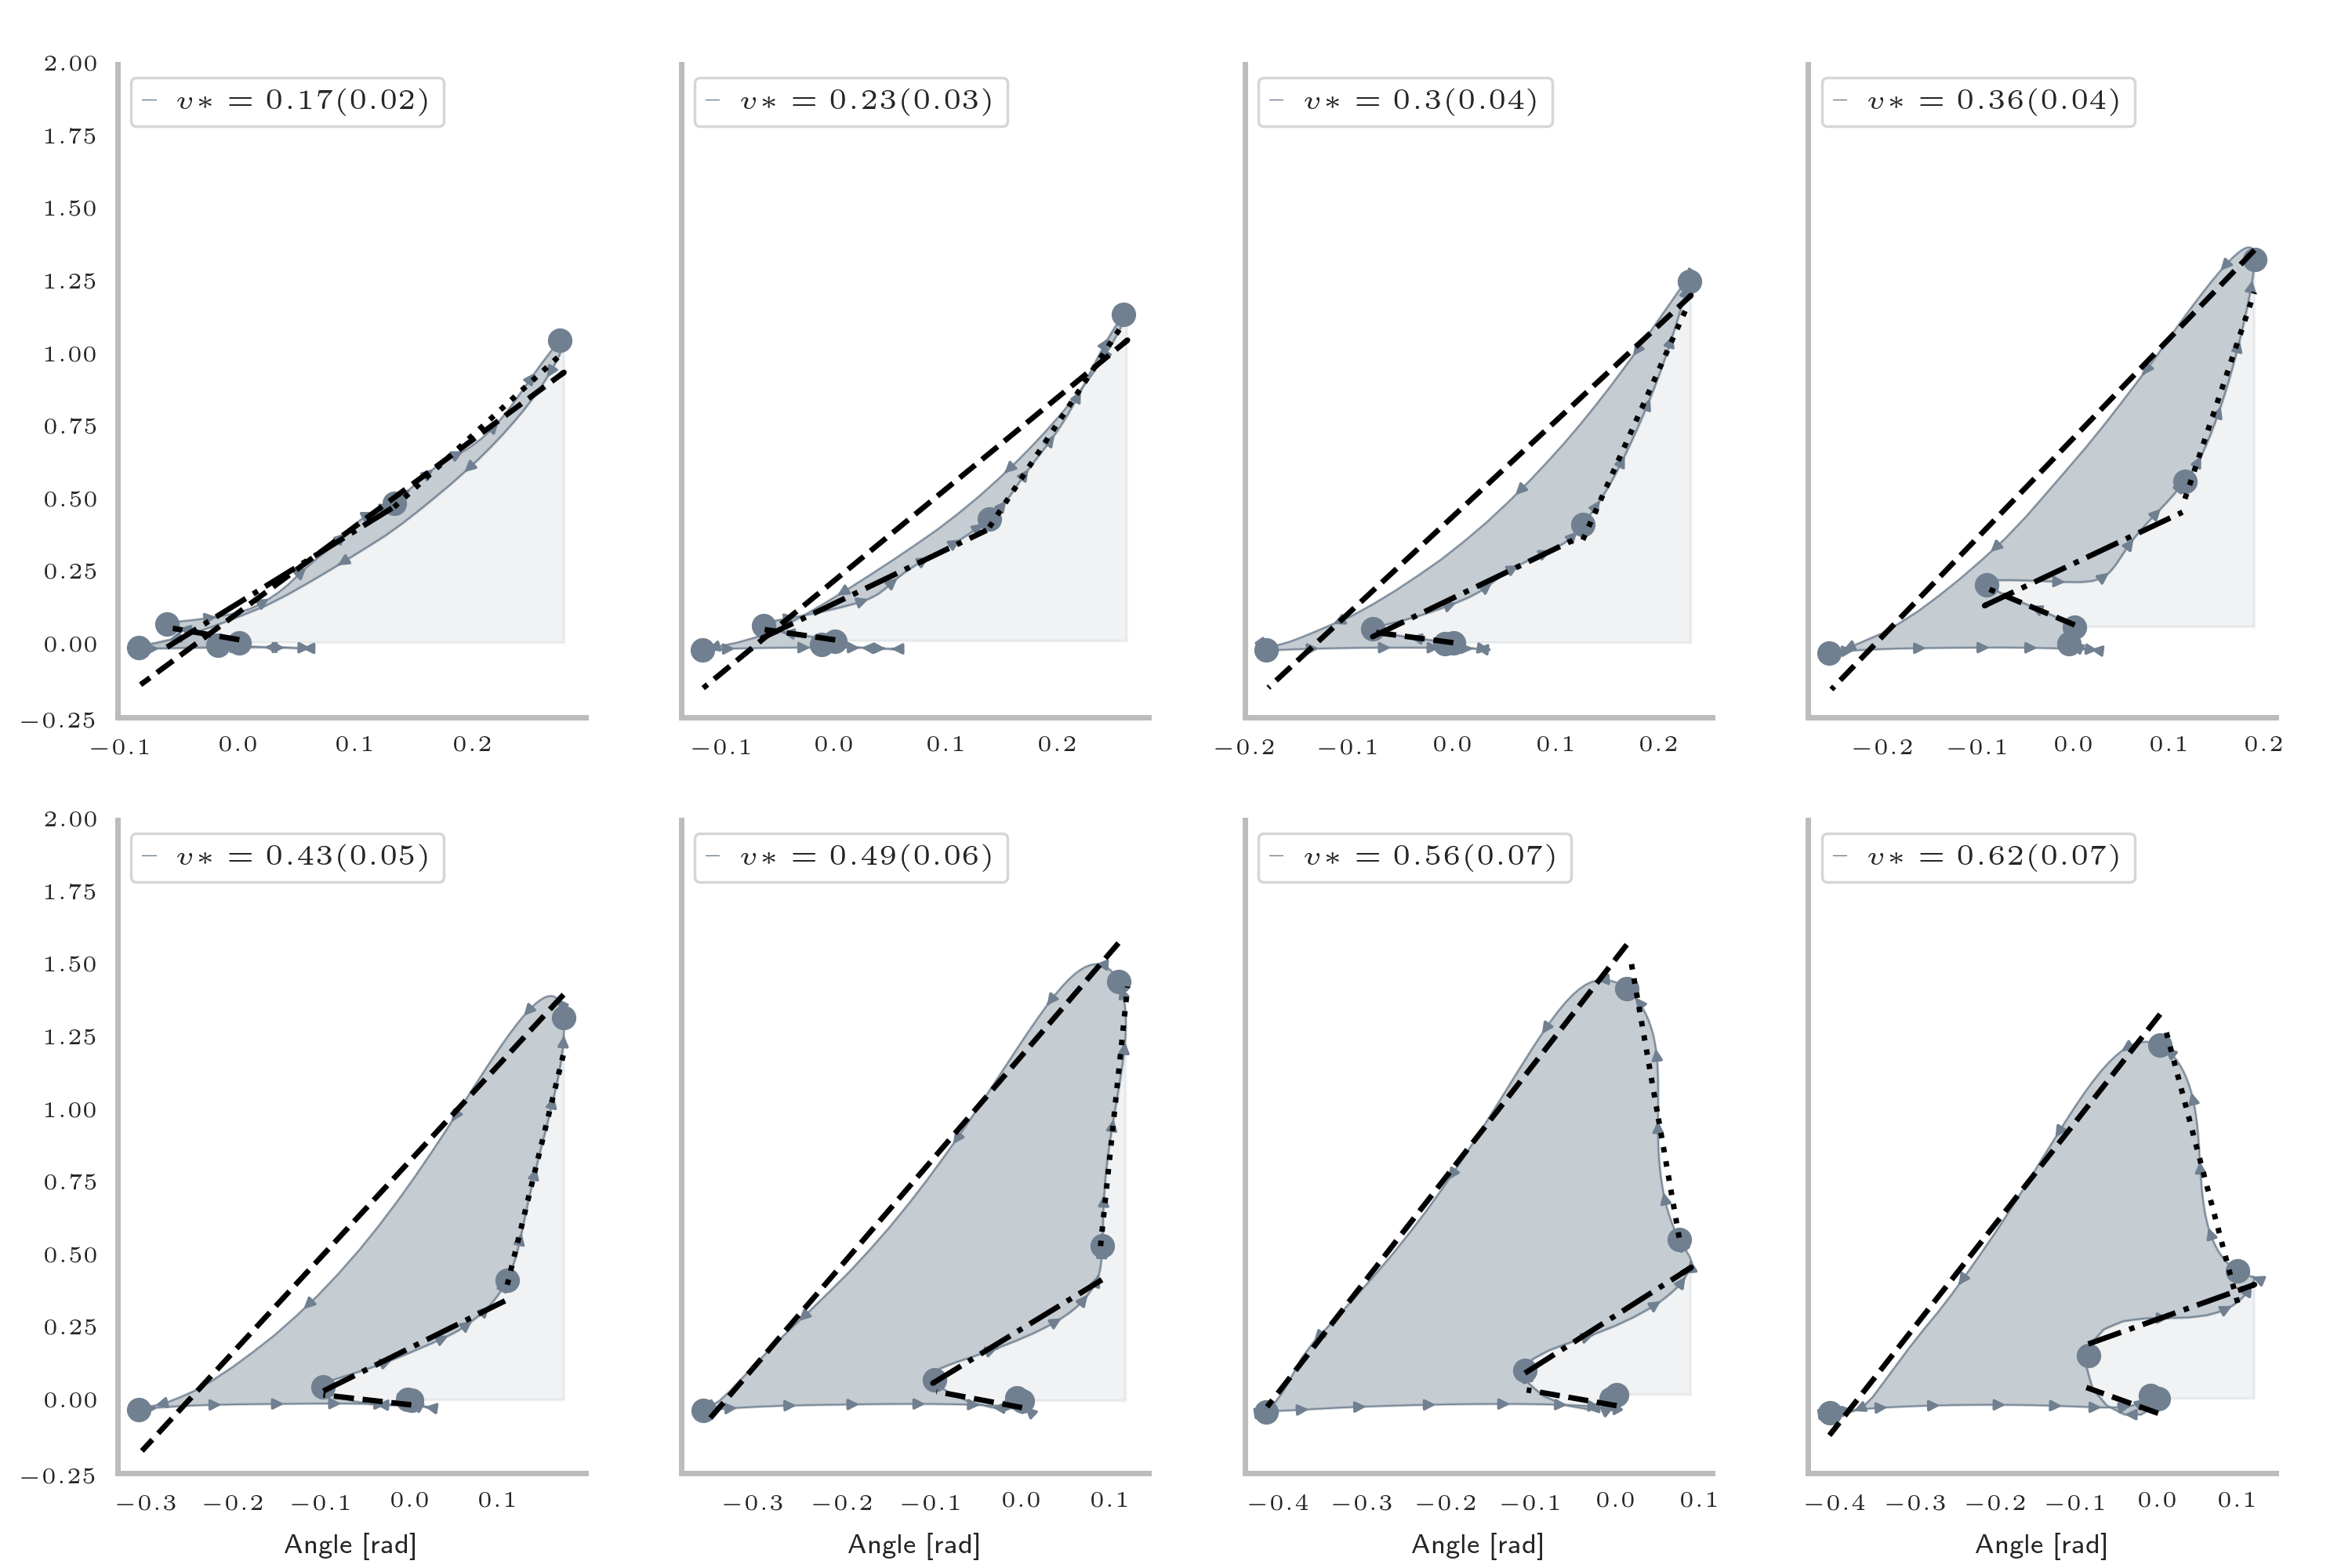 2.00
1.75
1.50
1.25
1.00
0.75
0.50
0.25
0.00
−0.25
v∗ = 0.17(0.02)
−0.1 0.0 0.1 0.2
v∗ = 0.23(0.03)
−0.1 0.0 0.1 0.2
v∗ = 0.3(0.04)
−0.2 −0.1 0.0 0.1 0.2
v∗ = 0.36(0.04)
−0.2 −0.1 0.0 0.1 0.2
2.00
1.75
1.50
1.25
1.00
0.75
0.50
0.25
0.00
−0.25
v∗ = 0.43(0.05)
−0.3 −0.2 −0.1 0.0 0.1
Angle [rad]
v∗ = 0.49(0.06)
−0.3 −0.2 −0.1 0.0 0.1
Angle [rad]
v∗ = 0.56(0.07)
−0.4 −0.3 −0.2 −0.1 0.0 0.1
Angle [rad]
v∗ = 0.62(0.07)
−0.4 −0.3 −0.2 −0.1 0.0 0.1
Angle [rad]